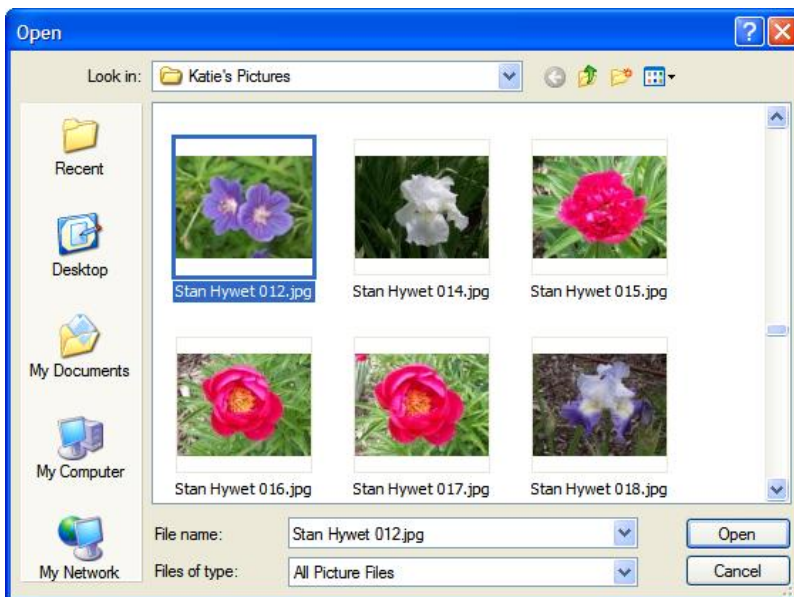 Open
Look in: Katie's Pictures
Recent
Desktop
My Documents
My Computer
My Network
Stan Hywet 012.jpg Stan Hywet 014.jpg Stan Hywet 015.jpg
Stan Hywet 016.jpg Stan Hywet 017.jpg Stan Hywet 018.jpg
File name: Stan Hywet 012.jpg Open
Files of type: All Picture Files Cancel